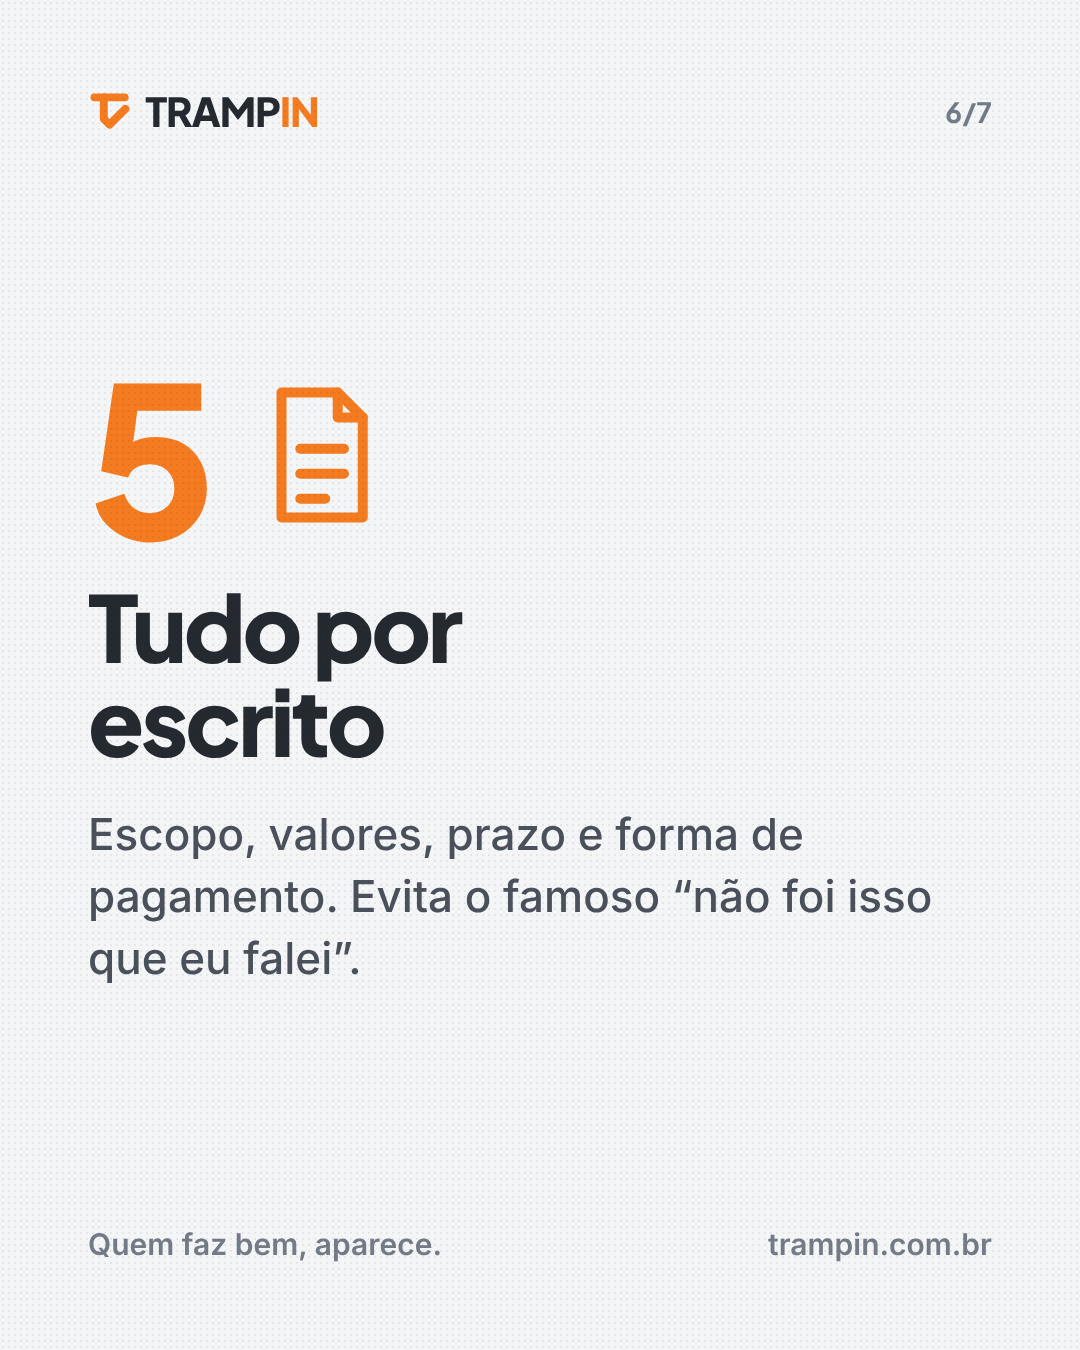 TRAMPIN
6/7
5
Tudo por
escrito
Escopo, valores, prazo e forma de
pagamento. Evita o famoso “não foi isso
que eu falei”.
Quem faz bem, aparece.
trampin.com.br